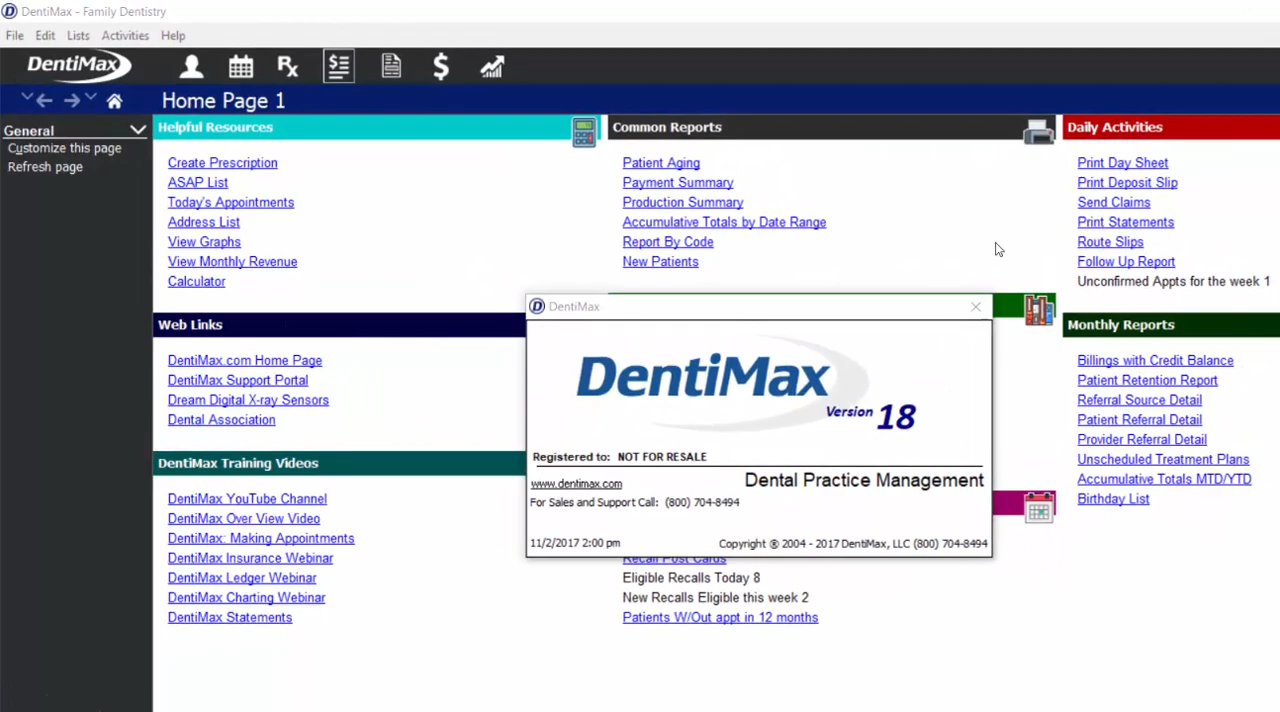 DentiMax - Family Dentistry
File Edit Lists Activities Help
DentiMax
Home Page 1
General
Customize this page
Refresh page
Helpful Resources
Create Prescription
ASAP List
Today's Appointments
Address List
View Graphs
View Monthly Revenue
Calculator
Web Links
DentiMax.com Home Page
DentiMax Support Portal
Dream Digital X-ray Sensors
Dental Association
DentiMax Training Videos
DentiMax YouTube Channel
DentiMax Over View Video
DentiMax: Making Appointments
DentiMax Insurance Webinar
DentiMax Ledger Webinar
DentiMax Charting Webinar
DentiMax Statements
Common Reports
Patient Aging
Payment Summary
Production Summary
Accumulative Totals by Date Range
Report By Code
New Patients
DentiMax
DentiMax
Version 18
Registered to: NOT FOR RESALE
www.dentimax.com
Dental Practice Management
For Sales and Support Call: (800) 704-8494
11/2/2017 2:00 pm
Copyright ® 2004 - 2017 DentiMax, LLC (800) 704-8494
Recall Post Cards
Eligible Recalls Today 8
New Recalls Eligible this week 2
Patients W/Out appt in 12 months
Daily Activities
Print Day Sheet
Print Deposit Slip
Send Claims
Print Statements
Route Slips
Follow Up Report
Unconfirmed Appts for the week 1
Monthly Reports
Billings with Credit Balance
Patient Retention Report
Referral Source Detail
Patient Referral Detail
Provider Referral Detail
Unscheduled Treatment Plans
Accumulative Totals MTD/YTD
Birthday List